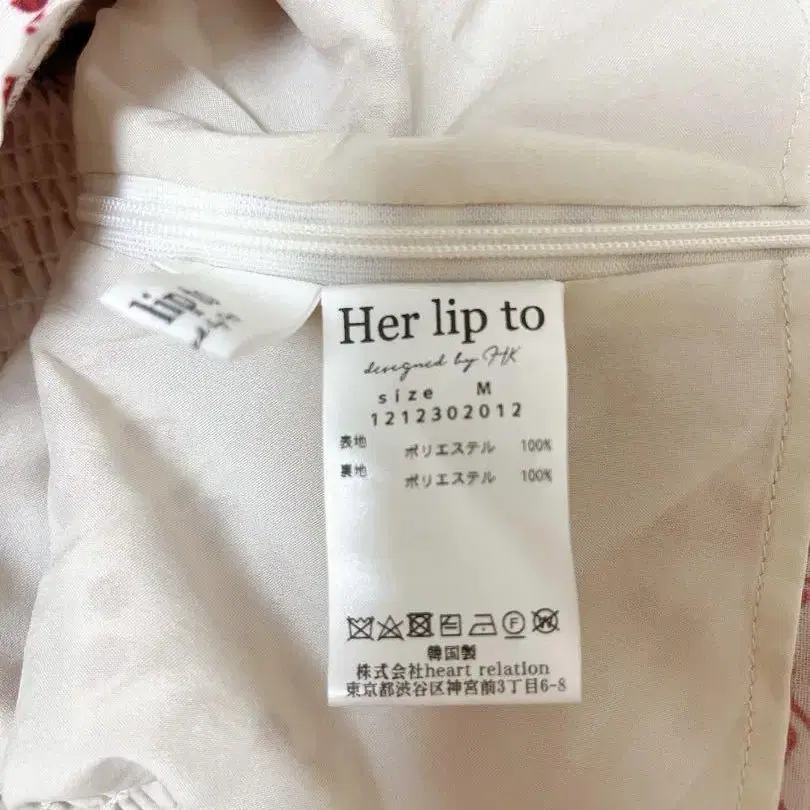 lip to
Her lip to
designed by HK
size M
1212302012
表地 ポリエステル 100%
裏地 ポリエステル 100%
韓国製
株式会社heart relation
東京都渋谷区神宮前3丁目6-8